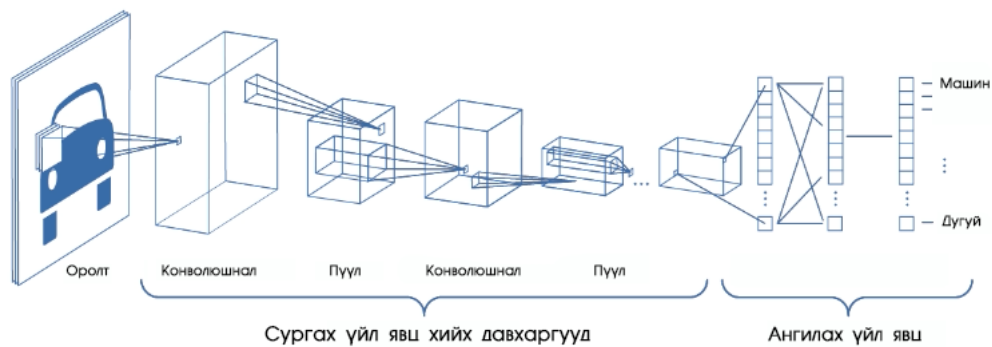 Машин
Дугуй
Оролт
Конволюшнал
Пүүл
Конволюшнал
Пүүл
Сургах үйл явц хийх давхаргууд
Ангилах үйл явц